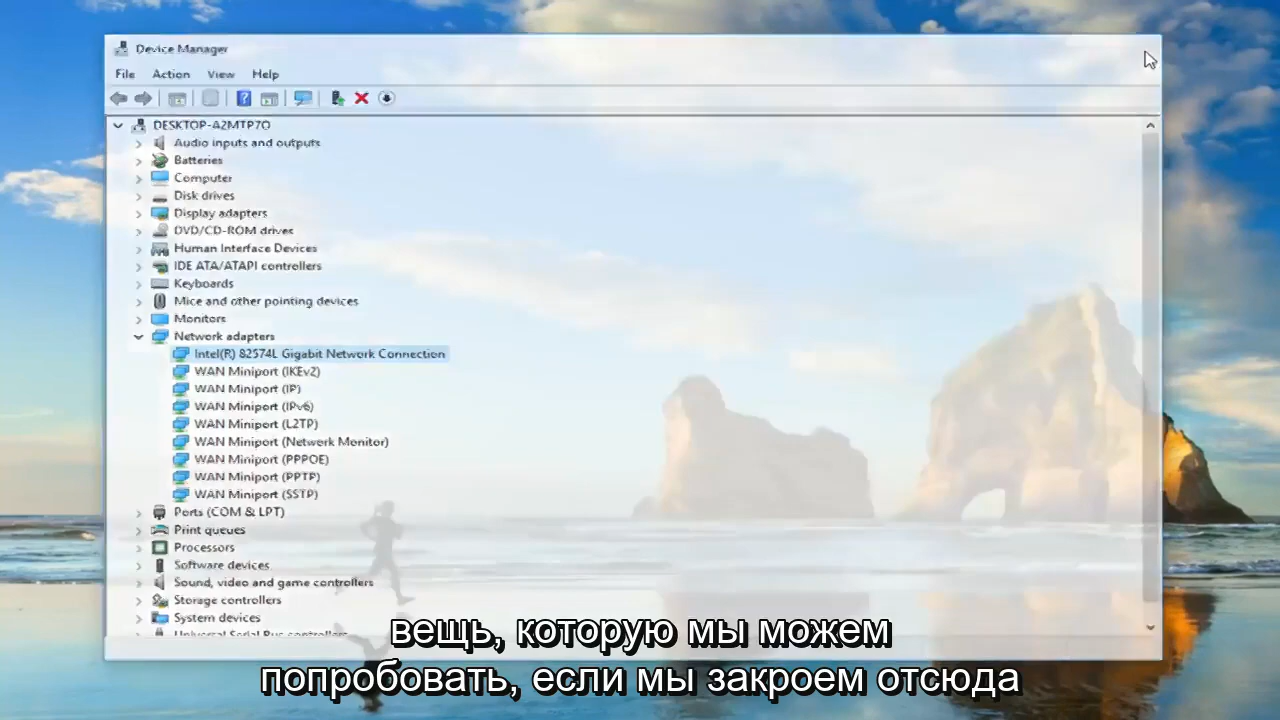 Device Manager
File Action View Help
DESKTOP-A2MTP7O
Audio inputs and outputs
Batteries
Computer
Disk drives
Display adapters
DVD/CD-ROM drives
Human Interface Devices
IDE ATA/ATAPI controllers
Keyboards
Mice and other pointing devices
Monitors
Network adapters
Intel(R) 82574L Gigabit Network Connection
WAN Miniport (IKEv2)
WAN Miniport (IP)
WAN Miniport (IPv6)
WAN Miniport (L2TP)
WAN Miniport (Network Monitor)
WAN Miniport (PPPOE)
WAN Miniport (PPTP)
WAN Miniport (SSTP)
Ports (COM & LPT)
Print queues
Processors
Software devices
Sound, video and game controllers
Storage controllers
System devices
Universal Serial Bus controllers
вещь, которую мы можем
попробовать, если мы закроем отсюда